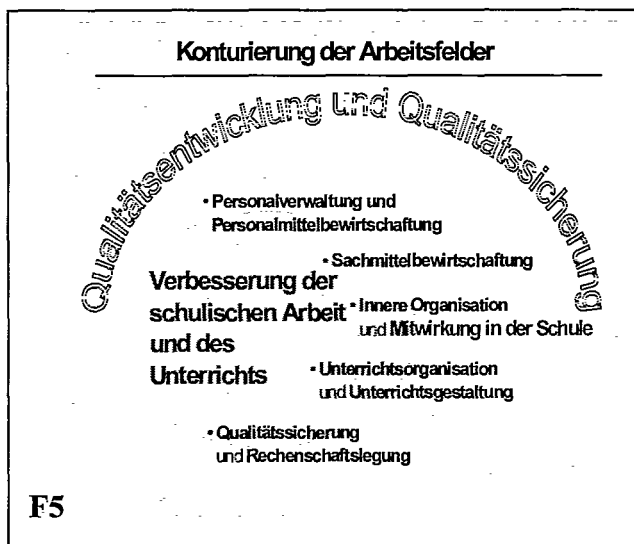 Konturierung der Arbeitsfelder
Qualitätsentwicklung und Qualitätssicherung
• Personalverwaltung und
Personalmittelbewirtschaftung
• Sachmittelbewirtschaftung
Verbesserung der
schulischen Arbeit
und des
Unterrichts
• Innere Organisation
und Mitwirkung in der Schule
• Unterrichtsorganisation
und Unterrichtsgestaltung
• Qualitätssicherung
und Rechenschaftslegung
F5